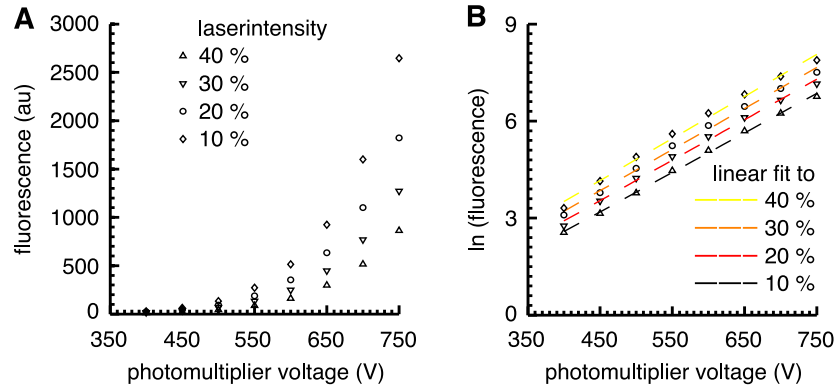 A
laserintensity
40 %
30 %
20 %
10 %
fluorescence (au)
3000
2500
2000
1500
1000
500
0
350 450 550 650 750
photomultiplier voltage (V)
B
ln (fluorescence)
9
6
3
0
linear fit to
40 %
30 %
20 %
10 %
350 450 550 650 750
photomultiplier voltage (V)